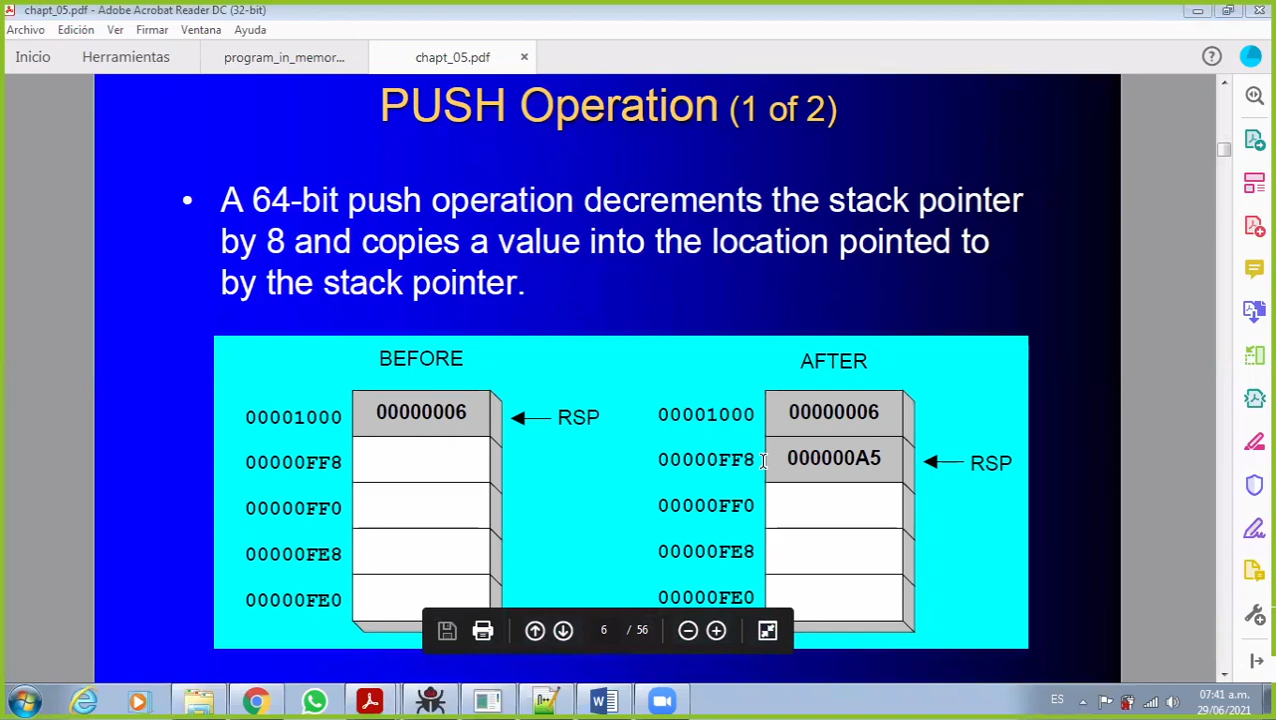 chapt_05.pdf - Adobe Acrobat Reader DC (32-bit)
Archivo Edición Ver Firmar Ventana Ayuda
Inicio Herramientas program_in_memor... chapt_05.pdf
PUSH Operation (1 of 2)
• A 64-bit push operation decrements the stack pointer
by 8 and copies a value into the location pointed to
by the stack pointer.
BEFORE AFTER
00001000 00000006 RSP 00001000 00000006
00000FF8 00000FF8 000000A5 RSP
00000FF0 00000FF0
00000FE8 00000FE8
00000FE0 00000FE0
6 / 56
ES 07:41 a.m.
29/06/2021